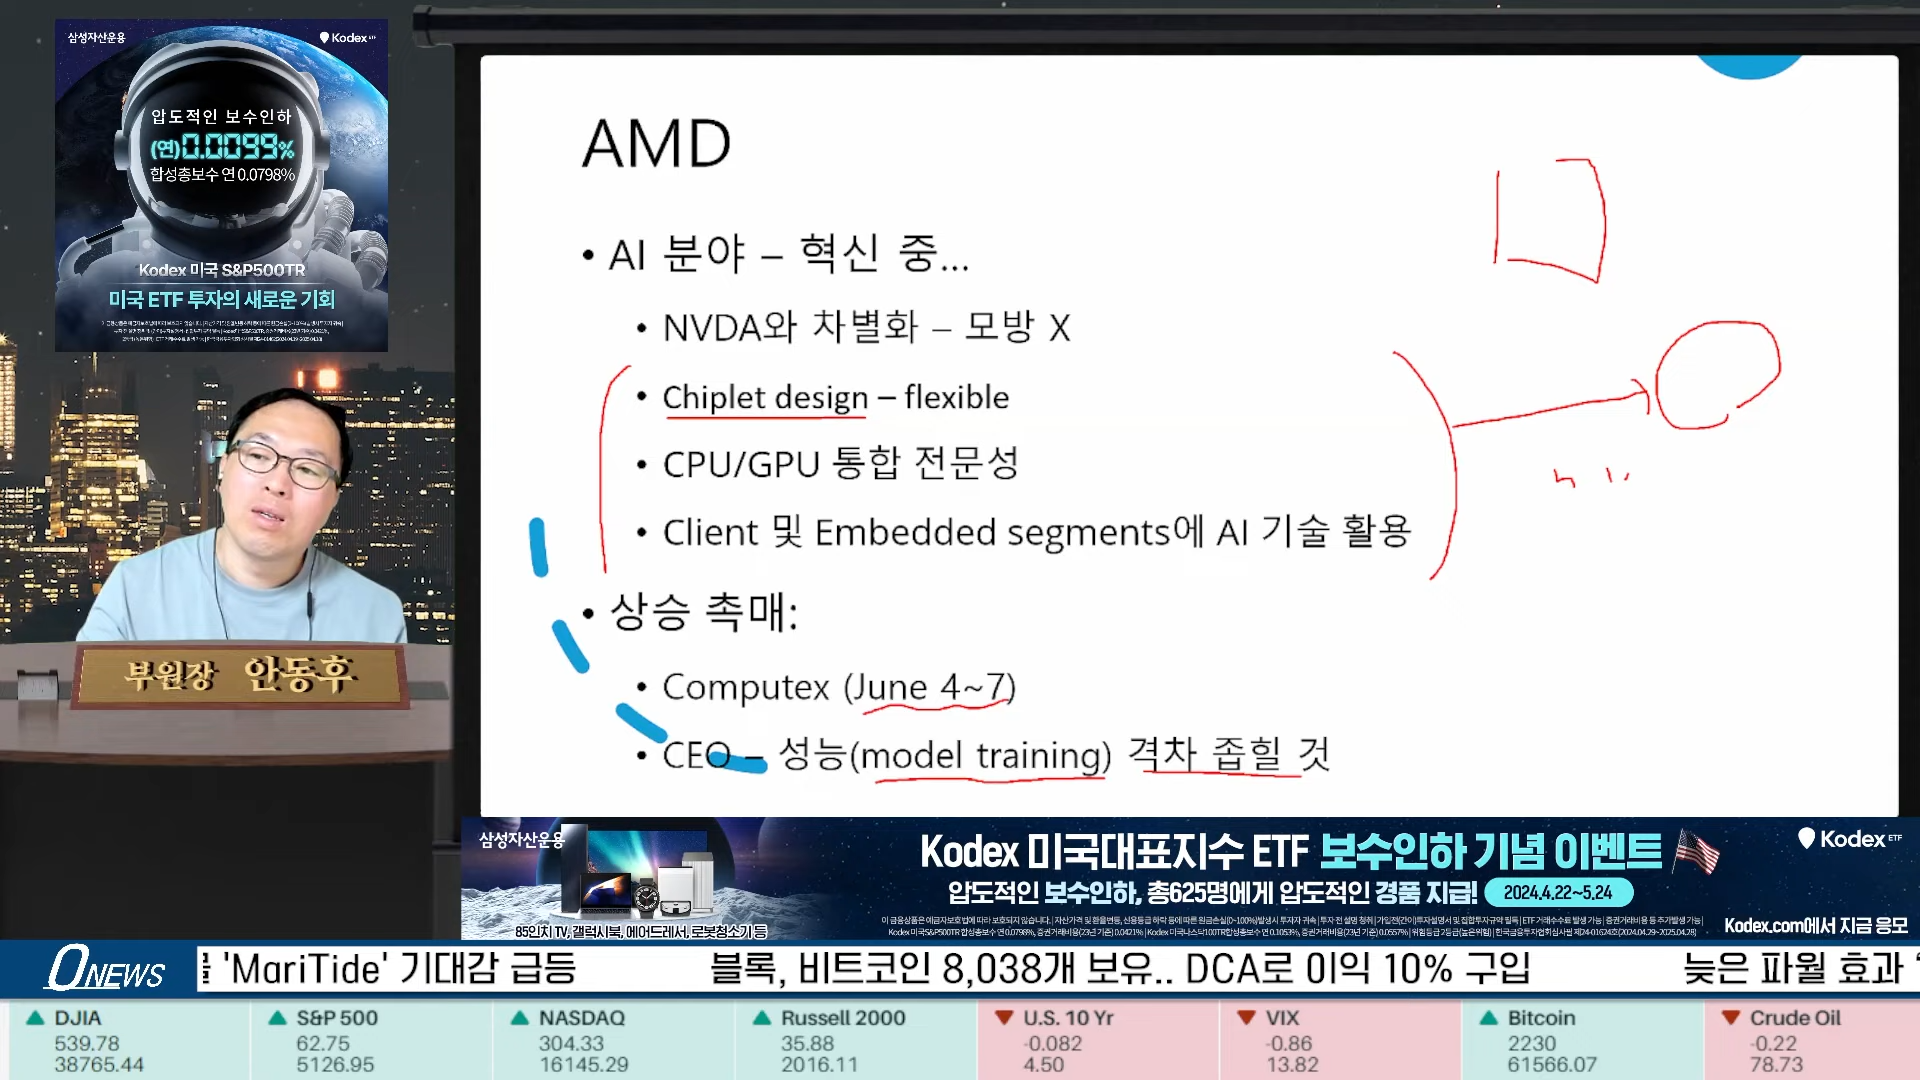 삼성자산운용
Kodex ETF
압도적인 보수인하
(연)0.0099%
합성총보수 연 0.0798%
Kodex 미국 S&P500TR
미국 ETF 투자의 새로운 기회
부원장 안동후
AMD
• AI 분야 – 혁신 중...
• NVDA와 차별화 – 모방 X
• Chiplet design – flexible
• CPU/GPU 통합 전문성
• Client 및 Embedded segments에 AI 기술 활용
• 상승 촉매:
• Computex (June 4~7)
• CEO – 성능(model training) 격차 좁힐 것
삼성자산운용
85인치 TV, 갤럭시북, 에어드레서, 로봇청소기 등
Kodex 미국대표지수 ETF 보수인하 기념 이벤트
압도적인 보수인하, 총625명에게 압도적인 경품 지급! 2024.4.22~5.24
Kodex ETF
Kodex.com에서 지금 응모
ONEWS
'MariTide' 기대감 급등 블록, 비트코인 8,038개 보유.. DCA로 이익 10% 구입 늦은 파월 효과
DJIA
539.78
38765.44
S&P 500
62.75
5126.95
NASDAQ
304.33
16145.29
Russell 2000
35.88
2016.11
U.S. 10 Yr
-0.082
4.50
VIX
-0.86
13.82
Bitcoin
2230
61566.07
Crude Oil
-0.22
78.73